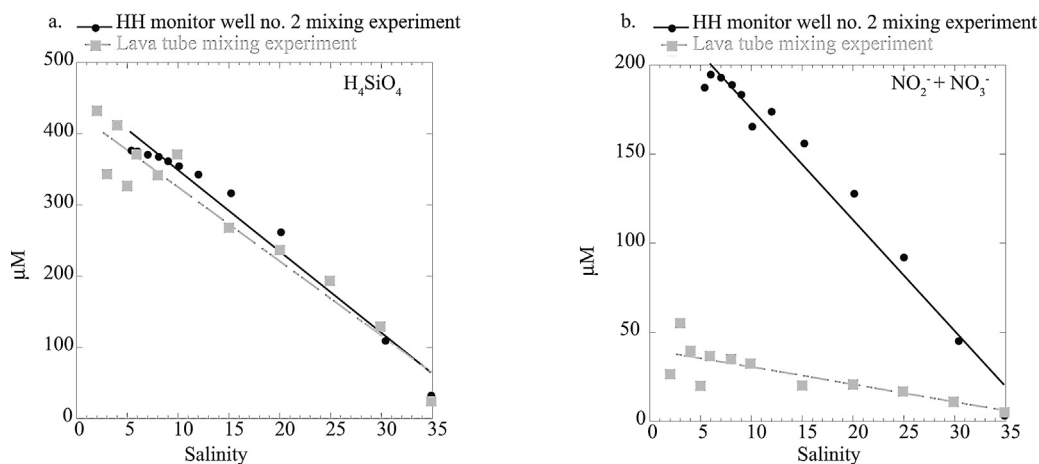 a.
HH monitor well no. 2 mixing experiment
Lava tube mixing experiment
500
400
300
200
100
0
H₄SiO₄
µM
0 5 10 15 20 25 30 35
Salinity
b.
HH monitor well no. 2 mixing experiment
Lava tube mixing experiment
200
150
100
50
0
NO₂⁻ + NO₃⁻
µM
0 5 10 15 20 25 30 35
Salinity